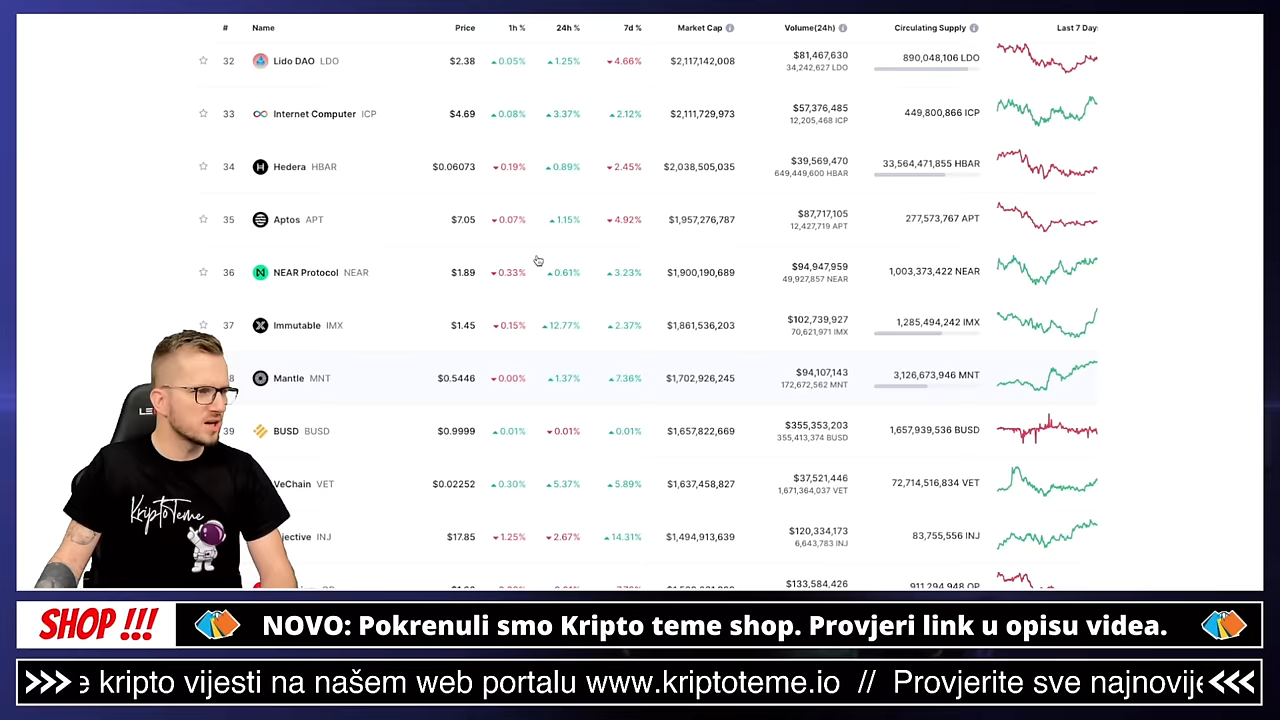 # Name Price 1h % 24h % 7d % Market Cap Volume(24h) Circulating Supply Last 7 Days
32 Lido DAO LDO $2.38 0.05% 1.25% 4.66% $2,117,142,008 $81,467,630 890,048,106 LDO
34,242,627 LDO
33 Internet Computer ICP $4.69 0.08% 3.37% 2.12% $2,111,729,973 $57,376,485 449,800,866 ICP
12,205,468 ICP
34 Hedera HBAR $0.06073 0.19% 0.89% 2.45% $2,038,505,035 $39,569,470 33,564,471,855 HBAR
649,449,600 HBAR
35 Aptos APT $7.05 0.07% 1.15% 4.92% $1,957,276,787 $87,717,105 277,573,767 APT
12,427,719 APT
36 NEAR Protocol NEAR $1.89 0.33% 0.61% 3.23% $1,900,190,689 $94,947,959 1,003,373,422 NEAR
49,927,857 NEAR
37 Immutable IMX $1.45 0.15% 12.77% 2.37% $1,861,536,203 $102,739,927 1,285,494,242 IMX
70,621,971 IMX
8 Mantle MNT $0.5446 0.00% 1.37% 7.36% $1,702,926,245 $94,107,143 3,126,673,946 MNT
172,672,562 MNT
39 BUSD BUSD $0.9999 0.01% 0.01% 0.01% $1,657,822,669 $355,353,203 1,657,939,536 BUSD
355,413,374 BUSD
VeChain VET $0.02252 0.30% 5.37% 5.89% $1,637,458,827 $37,521,446 72,714,516,834 VET
1,671,364,037 VET
jective INJ $17.85 1.25% 2.67% 14.31% $1,494,913,639 $120,334,173 83,755,556 INJ
6,643,783 INJ
$133,584,426 911,294,948 OP
LE
KriptoTeme
SHOP !!! NOVO: Pokrenuli smo Kripto teme shop. Provjeri link u opisu videa.
>>> e kripto vijesti na našem web portalu www.kriptoteme.io // Provjerite sve najnovije <<<